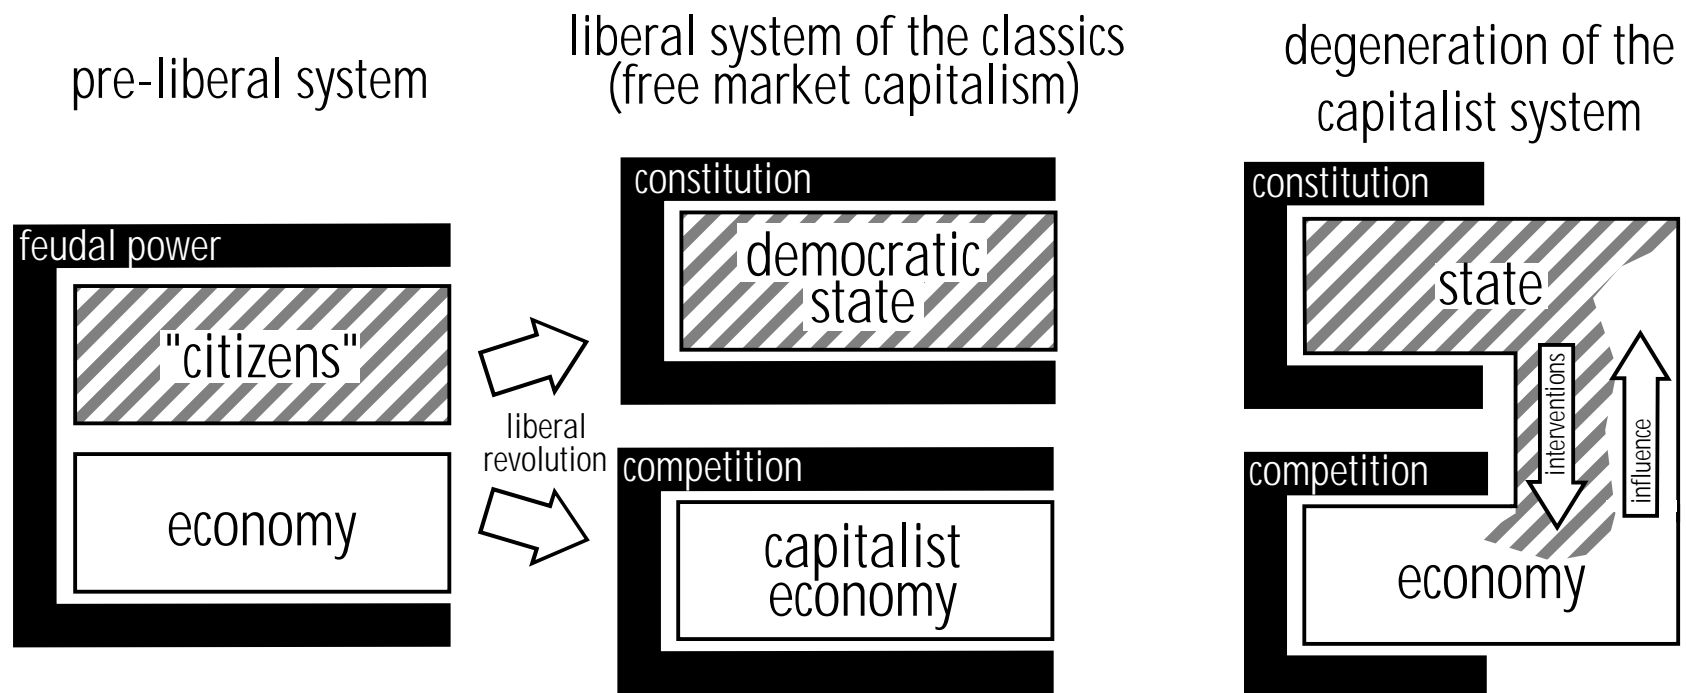 pre-liberal system
feudal power
"citizens"
economy
liberal
revolution
liberal system of the classics
(free market capitalism)
constitution
democratic
state
competition
capitalist
economy
degeneration of the
capitalist system
constitution
state
interventions
influence
competition
economy